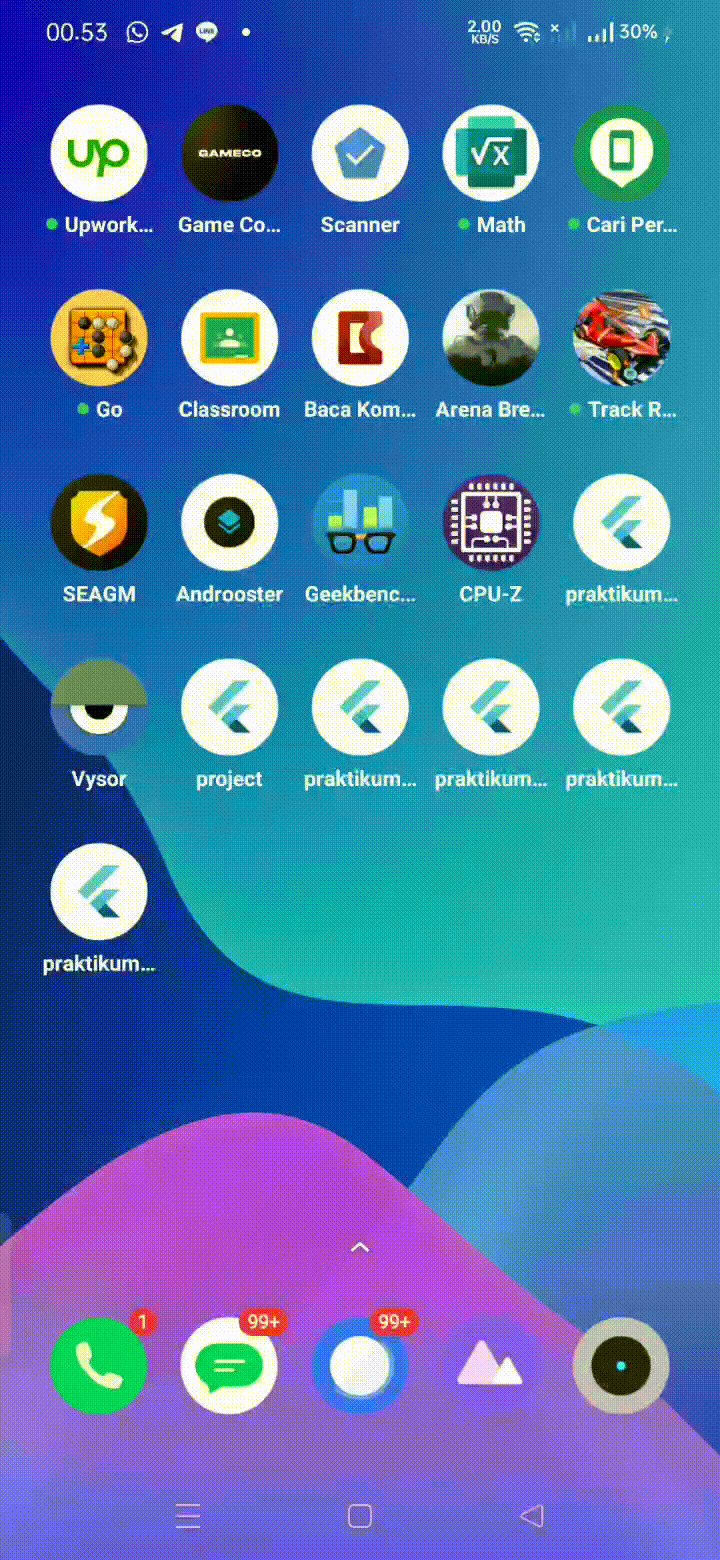 00.53 LINE 2.00 KB/S 30%
up GAMECO √x
Upwork... Game Co... Scanner Math Cari Per...
Go Classroom Baca Kom... Arena Bre... Track R...
SEAGM Androoster Geekbenc... CPU-Z praktikum...
Vysor project praktikum... praktikum... praktikum...
praktikum...
1 99+ 99+